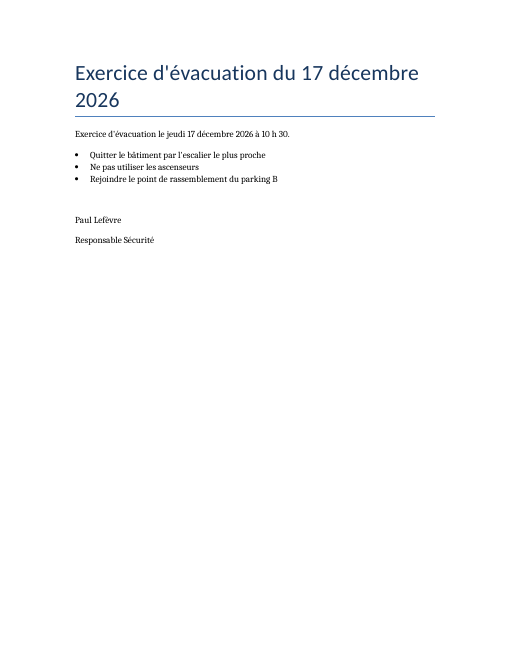 Exercice d'évacuation du 17 décembre
2026
Exercice d'évacuation le jeudi 17 décembre 2026 à 10 h 30.
• Quitter le bâtiment par l'escalier le plus proche
• Ne pas utiliser les ascenseurs
• Rejoindre le point de rassemblement du parking B
Paul Lefèvre
Responsable Sécurité